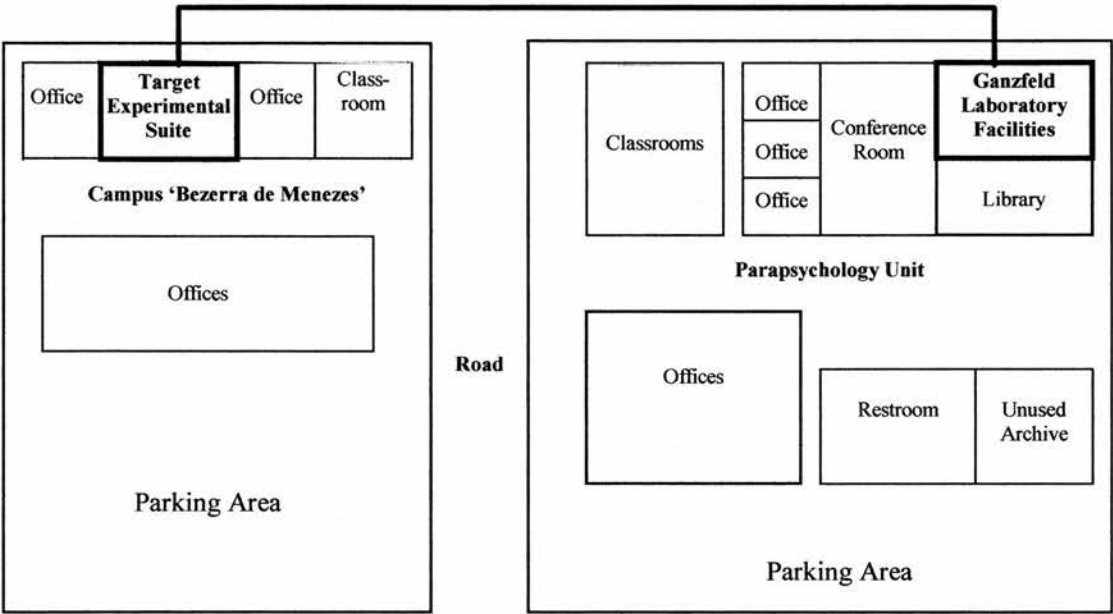 Office
Target
Experimental
Suite
Office
Class-
room
Campus ‘Bezerra de Menezes’
Offices
Parking Area
Road
Classrooms
Office
Office
Office
Conference
Room
Ganzfeld
Laboratory
Facilities
Library
Parapsychology Unit
Offices
Restroom
Unused
Archive
Parking Area